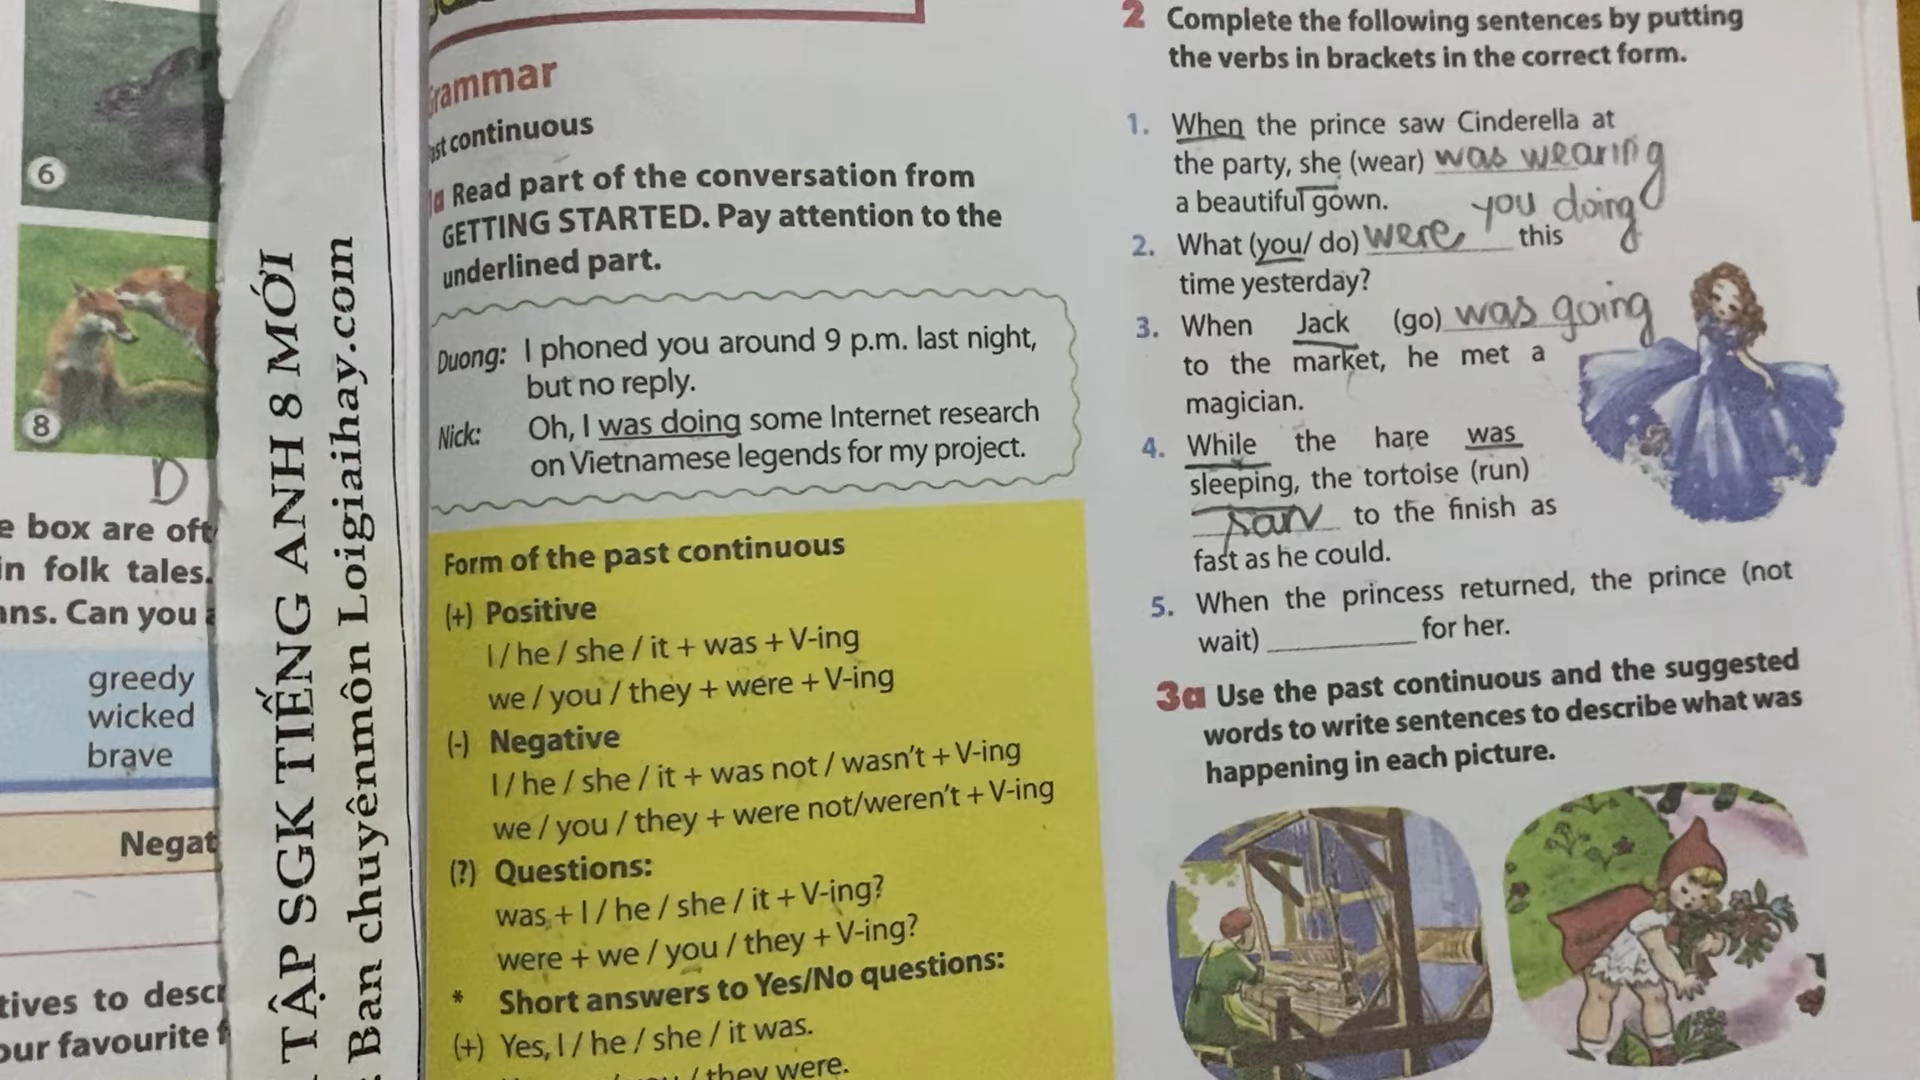 6
8
D
e box are oft
in folk tales.
ans. Can you a
greedy
wicked
brave
Negat
tives to descr
our favourite f
TẬP SGK TIẾNG ANH 8 MỚI
Ban chuyênmôn Loigiaihay.com
Grammar
ast continuous
1a Read part of the conversation from
GETTING STARTED. Pay attention to the
underlined part.
Duong: I phoned you around 9 p.m. last night,
but no reply.
Nick: Oh, I was doing some Internet research
on Vietnamese legends for my project.
Form of the past continuous
(+) Positive
I / he / she / it + was + V-ing
we / you / they + were + V-ing
(-) Negative
I / he / she / it + was not / wasn't + V-ing
we / you / they + were not/weren't + V-ing
(?) Questions:
was + I / he / she / it + V-ing?
were + we / you / they + V-ing?
* Short answers to Yes/No questions:
(+) Yes, I / he / she / it was.
/ they were.
2 Complete the following sentences by putting
the verbs in brackets in the correct form.
1. When the prince saw Cinderella at
the party, she (wear) was wearing
a beautiful gown.
2. What (you/ do) were you doing this
time yesterday?
3. When Jack (go) was going
to the market, he met a
magician.
4. While the hare was
sleeping, the tortoise (run)
ran to the finish as
fast as he could.
5. When the princess returned, the prince (not
wait) for her.
3a Use the past continuous and the suggested
words to write sentences to describe what was
happening in each picture.